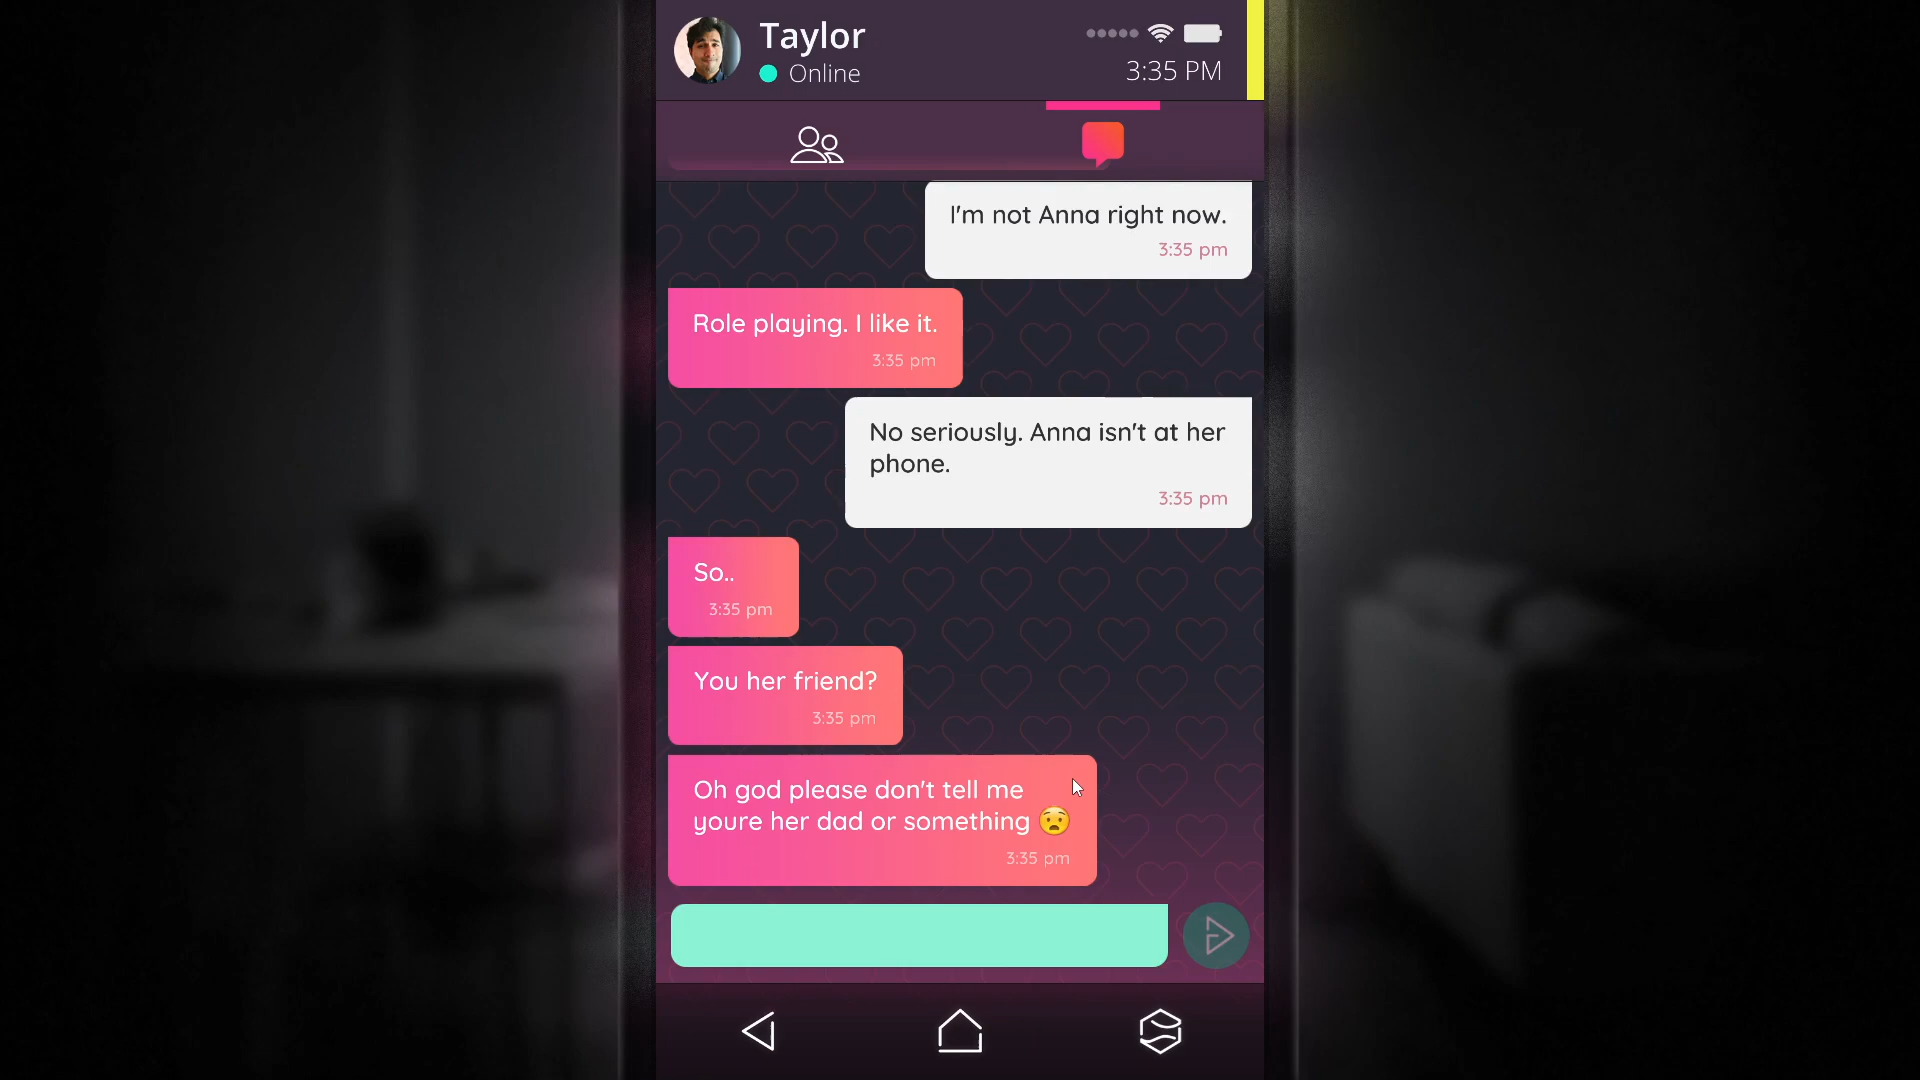 Taylor
Online
3:35 PM
I'm not Anna right now.
3:35 pm
Role playing. I like it.
3:35 pm
No seriously. Anna isn't at her
phone.
3:35 pm
So..
3:35 pm
You her friend?
3:35 pm
Oh god please don't tell me
youre her dad or something 😧
3:35 pm